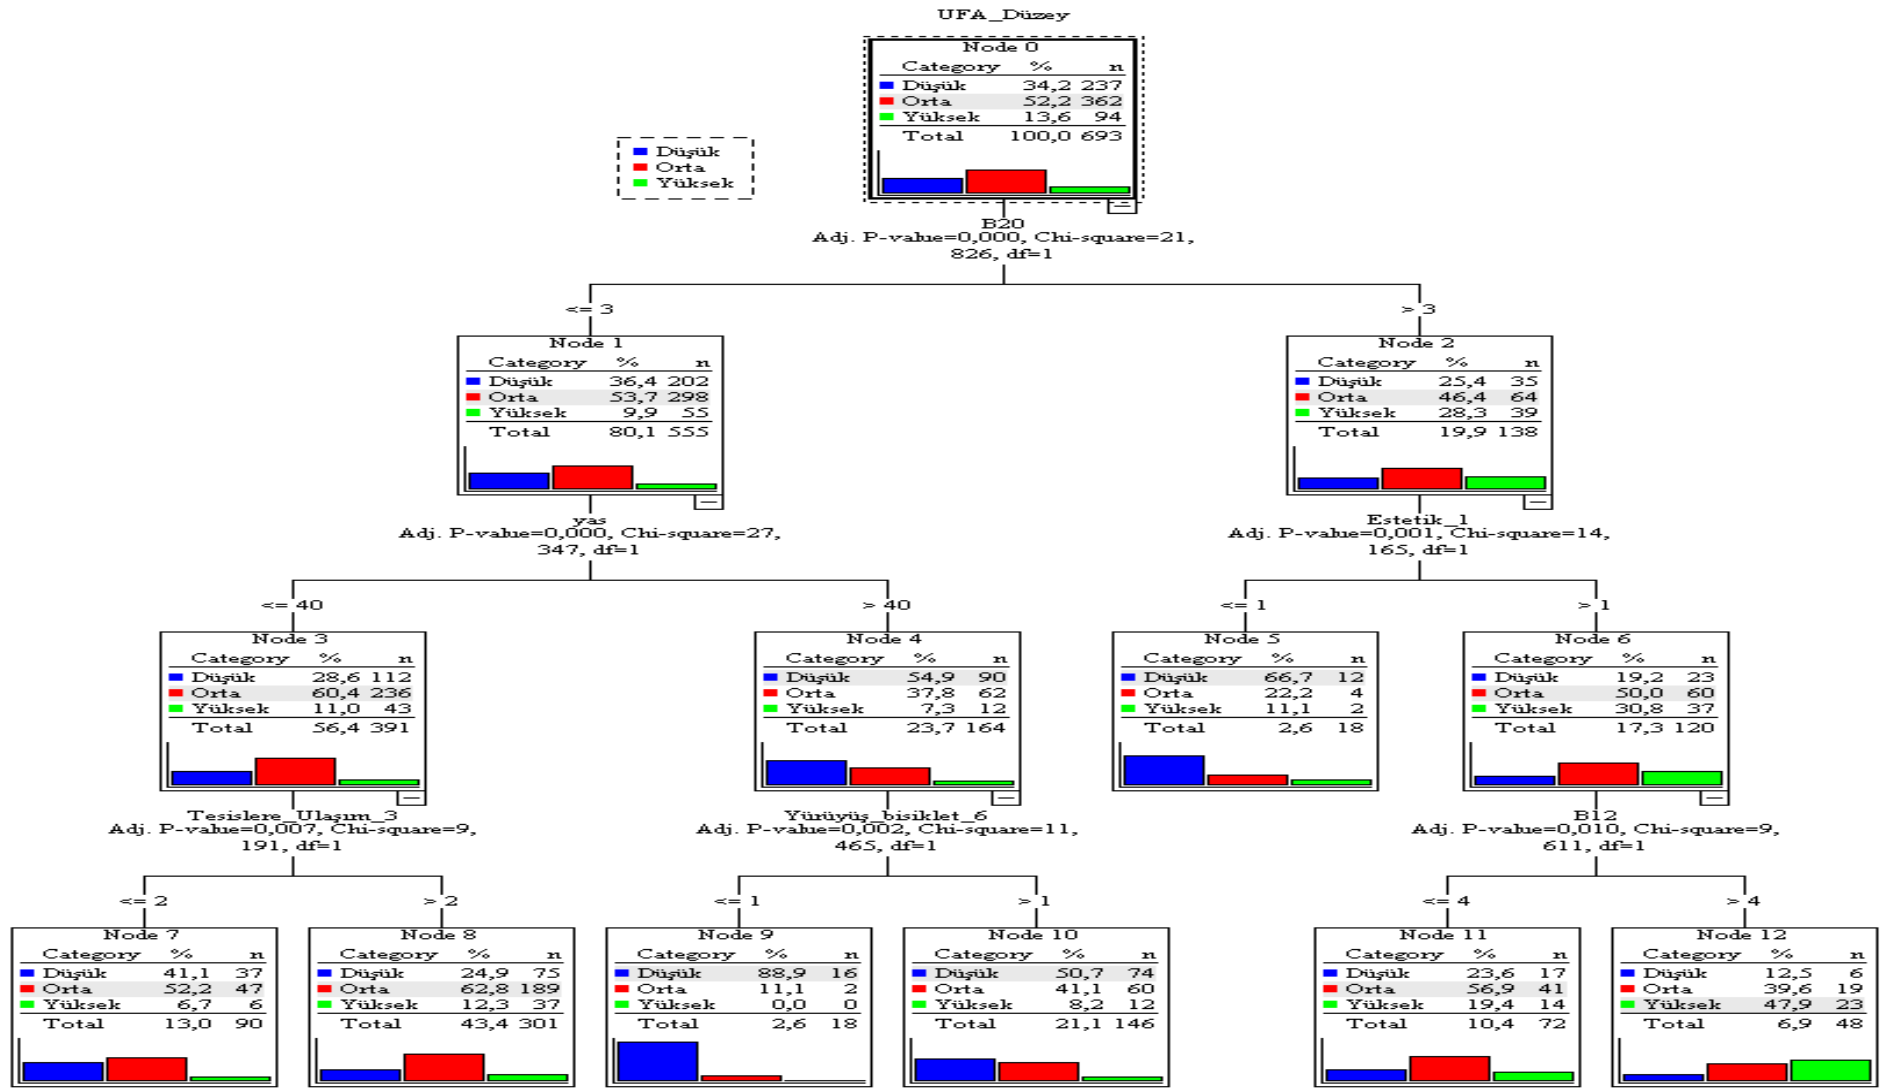 UFA_Düzey
Node 0
Category % n
Düşük 34,2 237
Orta 52,2 362
Yüksek 13,6 94
Total 100,0 693
Düşük
Orta
Yüksek
B20
Adj. P-value=0,000, Chi-square=21,
826, df=1
<= 3
> 3
Node 1
Category % n
Düşük 36,4 202
Orta 53,7 298
Yüksek 9,9 55
Total 80,1 555
Node 2
Category % n
Düşük 25,4 35
Orta 46,4 64
Yüksek 28,3 39
Total 19,9 138
yas
Adj. P-value=0,000, Chi-square=27,
347, df=1
Estetik_1
Adj. P-value=0,001, Chi-square=14,
165, df=1
<= 40
> 40
<= 1
> 1
Node 3
Category % n
Düşük 28,6 112
Orta 60,4 236
Yüksek 11,0 43
Total 56,4 391
Node 4
Category % n
Düşük 54,9 90
Orta 37,8 62
Yüksek 7,3 12
Total 23,7 164
Node 5
Category % n
Düşük 66,7 12
Orta 22,2 4
Yüksek 11,1 2
Total 2,6 18
Node 6
Category % n
Düşük 19,2 23
Orta 50,0 60
Yüksek 30,8 37
Total 17,3 120
Tesislere_Ulaşım_3
Adj. P-value=0,007, Chi-square=9,
191, df=1
Yürüyüş_bisiklet_6
Adj. P-value=0,002, Chi-square=11,
465, df=1
B12
Adj. P-value=0,010, Chi-square=9,
611, df=1
<= 2
> 2
<= 1
> 1
<= 4
> 4
Node 7
Category % n
Düşük 41,1 37
Orta 52,2 47
Yüksek 6,7 6
Total 13,0 90
Node 8
Category % n
Düşük 24,9 75
Orta 62,8 189
Yüksek 12,3 37
Total 43,4 301
Node 9
Category % n
Düşük 88,9 16
Orta 11,1 2
Yüksek 0,0 0
Total 2,6 18
Node 10
Category % n
Düşük 50,7 74
Orta 41,1 60
Yüksek 8,2 12
Total 21,1 146
Node 11
Category % n
Düşük 23,6 17
Orta 56,9 41
Yüksek 19,4 14
Total 10,4 72
Node 12
Category % n
Düşük 12,5 6
Orta 39,6 19
Yüksek 47,9 23
Total 6,9 48